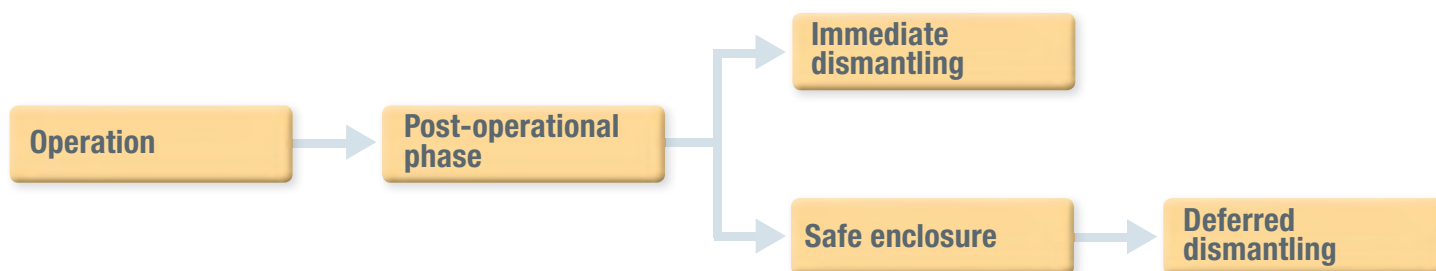 Immediate
dismantling
Operation
Post-operational
phase
Safe enclosure
Deferred
dismantling